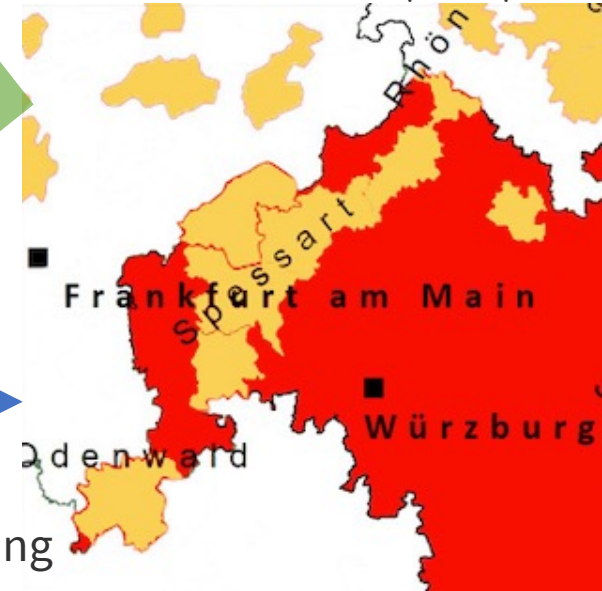 Rhön
Spessart
Frankfurt am Main
Würzburg
Odenwald
ng